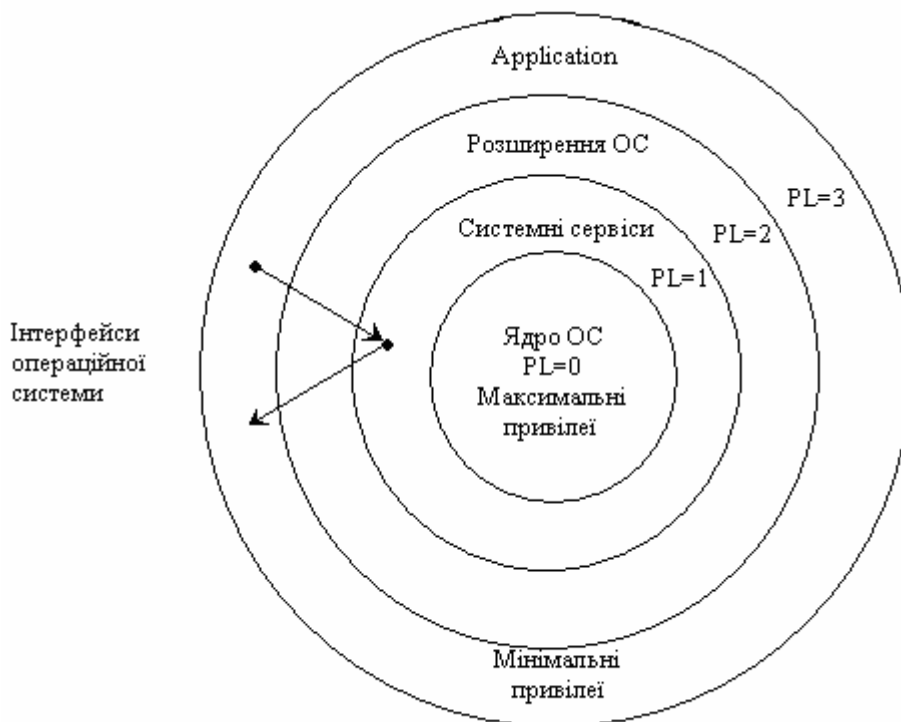 Application
Розширення ОС
PL=3
Системні сервіси
PL=2
PL=1
Інтерфейси
операційної
системи
Ядро ОС
PL=0
Максимальні
привілеї
Мінімальні
привілеї